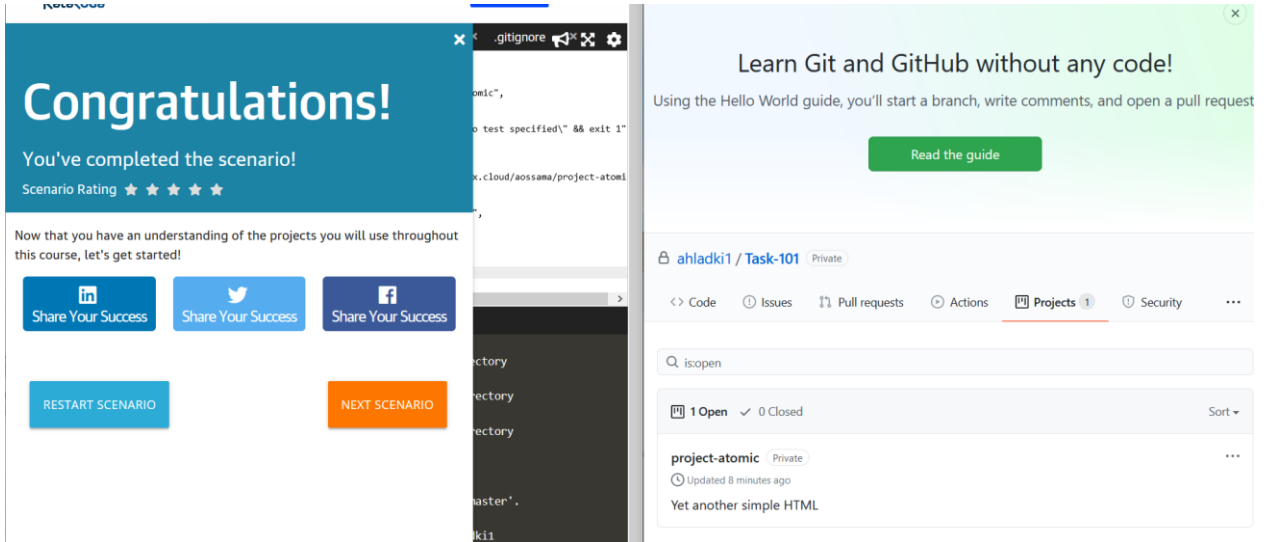 .gitignore
Congratulations!
You've completed the scenario!
Scenario Rating
Now that you have an understanding of the projects you will use throughout
this course, let's get started!
Share Your Success
Share Your Success
Share Your Success
RESTART SCENARIO
NEXT SCENARIO
omic",
test specified\" && exit 1"
x.cloud/aossama/project-atomi
",
ectory
rectory
ectory
aster'.
ki1
Learn Git and GitHub without any code!
Using the Hello World guide, you'll start a branch, write comments, and open a pull request
Read the guide
ahladki1 / Task-101 Private
<> Code Issues Pull requests Actions Projects 1 Security ...
is:open
1 Open ✓ 0 Closed Sort
project-atomic Private ...
Updated 8 minutes ago
Yet another simple HTML